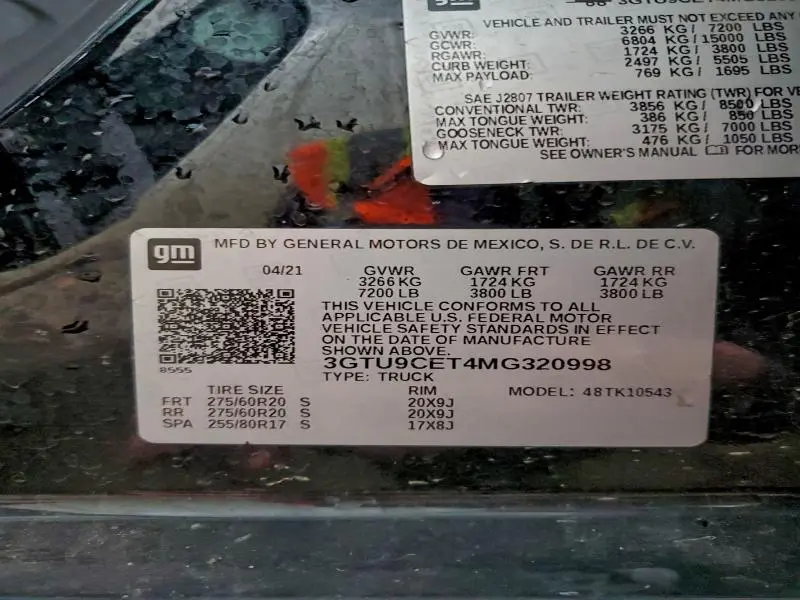 gm
3GTU9CET4MG
VEHICLE AND TRAILER MUST NOT EXCEED ANY
GVWR: 3266 KG / 7200 LBS
GCWR: 6804 KG / 15000 LBS
RGAWR: 1724 KG / 3800 LBS
CURB WEIGHT: 2497 KG / 5505 LBS
MAX PAYLOAD: 769 KG / 1695 LBS
SAE J2807 TRAILER WEIGHT RATING (TWR) FOR VE
CONVENTIONAL TWR: 3856 KG / 8500 LBS
MAX TONGUE WEIGHT: 386 KG / 850 LBS
GOOSENECK TWR: 3175 KG / 7000 LBS
MAX TONGUE WEIGHT: 476 KG / 1050 LBS
SEE OWNER'S MANUAL FOR MOR
gm MFD BY GENERAL MOTORS DE MEXICO, S. DE R.L. DE C.V.
04/21 GVWR GAWR FRT GAWR RR
3266 KG 1724 KG 1724 KG
7200 LB 3800 LB 3800 LB
THIS VEHICLE CONFORMS TO ALL
APPLICABLE U.S. FEDERAL MOTOR
VEHICLE SAFETY STANDARDS IN EFFECT
ON THE DATE OF MANUFACTURE
SHOWN ABOVE.
8555
3GTU9CET4MG320998
TYPE: TRUCK
TIRE SIZE RIM MODEL: 48TK10543
FRT 275/60R20 S 20X9J
RR 275/60R20 S 20X9J
SPA 255/80R17 S 17X8J